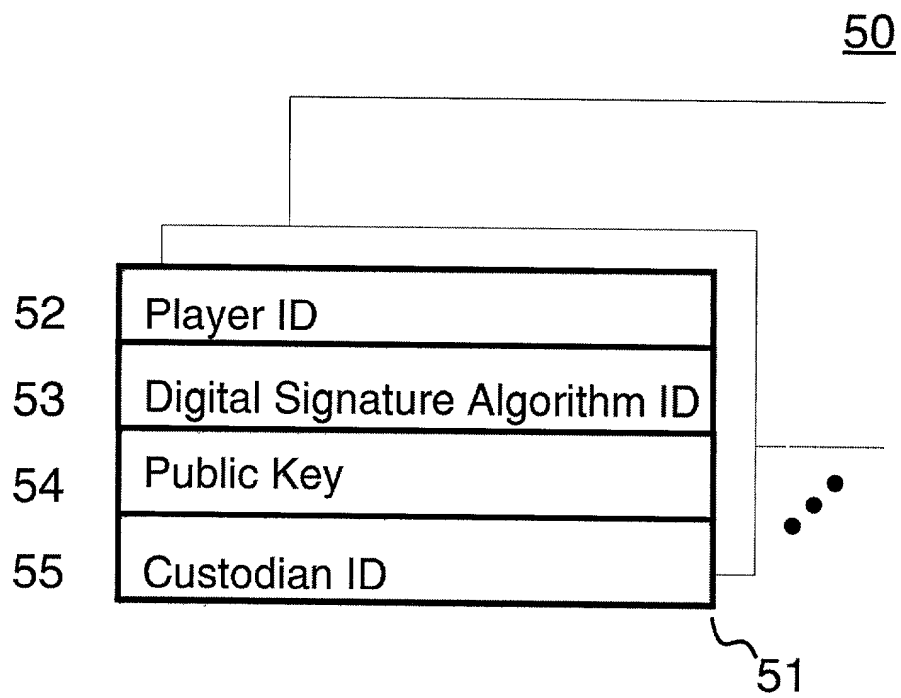 50
52 Player ID
53 Digital Signature Algorithm ID
54 Public Key
55 Custodian ID
51